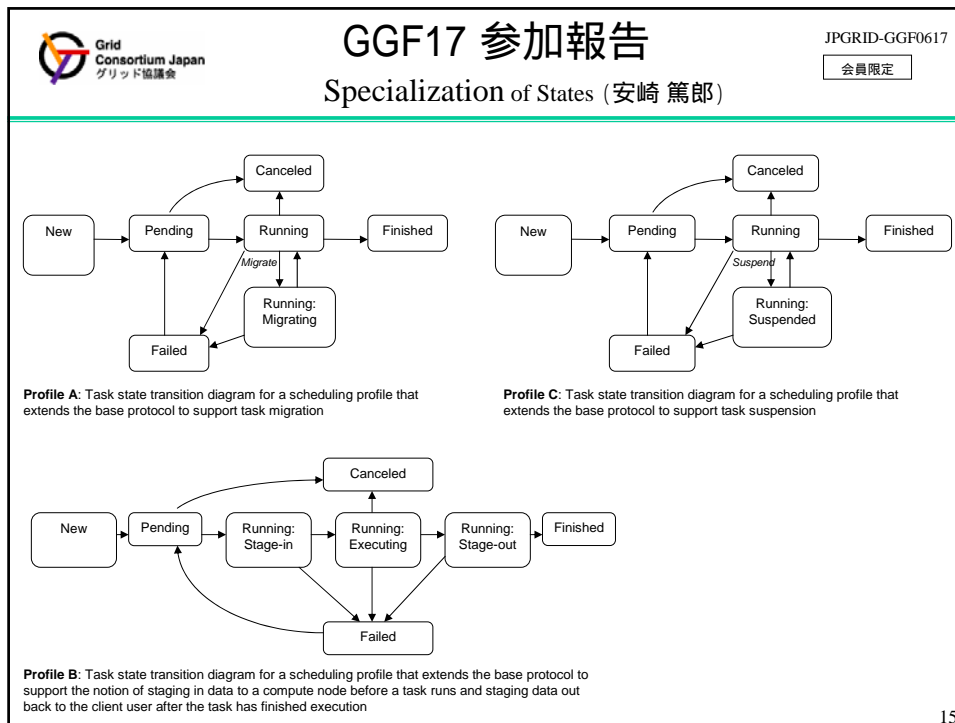 Grid
Consortium Japan
グリッド協議会
GGF17 参加報告
Specialization of States (安崎 篤郎)
JPGRID-GGF0617
会員限定
Canceled
New
Pending
Running
Finished
Migrate
Running:
Migrating
Failed
Profile A: Task state transition diagram for a scheduling profile that
extends the base protocol to support task migration
Canceled
New
Pending
Running
Finished
Suspend
Running:
Suspended
Failed
Profile C: Task state transition diagram for a scheduling profile that
extends the base protocol to support task suspension
Canceled
New
Pending
Running:
Stage-in
Running:
Executing
Running:
Stage-out
Finished
Failed
Profile B: Task state transition diagram for a scheduling profile that extends the base protocol to
support the notion of staging in data to a compute node before a task runs and staging data out
back to the client user after the task has finished execution
15